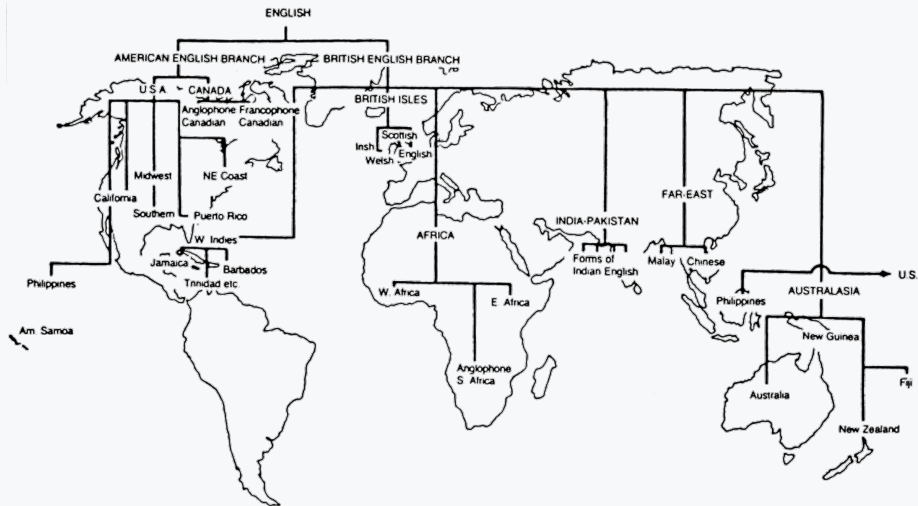 ENGLISH
AMERICAN ENGLISH BRANCH
BRITISH ENGLISH BRANCH
U.S.A.
CANADA
BRITISH ISLES
Anglophone
Canadian
Francophone
Canadian
Scottish
Irish
Welsh
English
Midwest
NE Coast
California
Southern
Puerto Rico
W. Indies
Jamaica
Barbados
Trinidad etc.
Philippines
Am. Samoa
AFRICA
W. Africa
E. Africa
Anglophone
S. Africa
INDIA-PAKISTAN
Forms of
Indian English
FAR-EAST
Malay
Chinese
Philippines
U.S.
AUSTRALASIA
New Guinea
Australia
Fiji
New Zealand